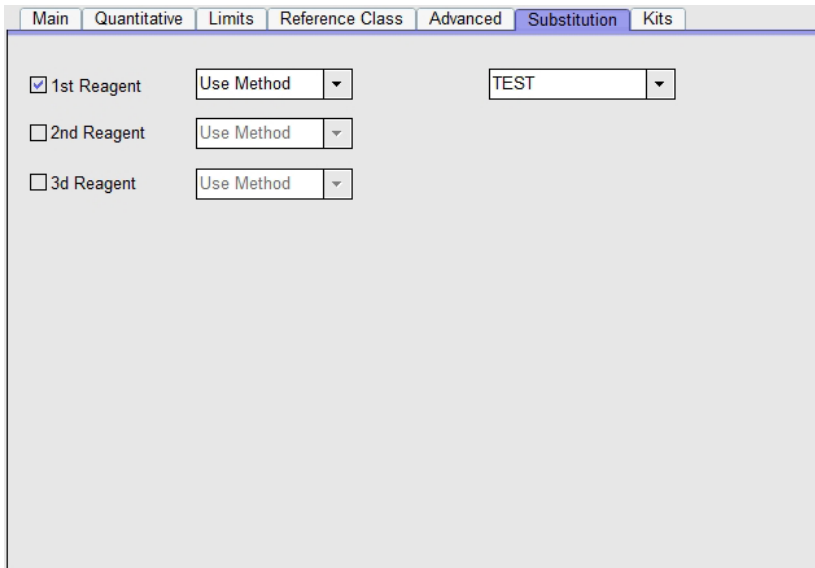 Main Quantitative Limits Reference Class Advanced Substitution Kits
1st Reagent Use Method TEST
2nd Reagent Use Method
3d Reagent Use Method